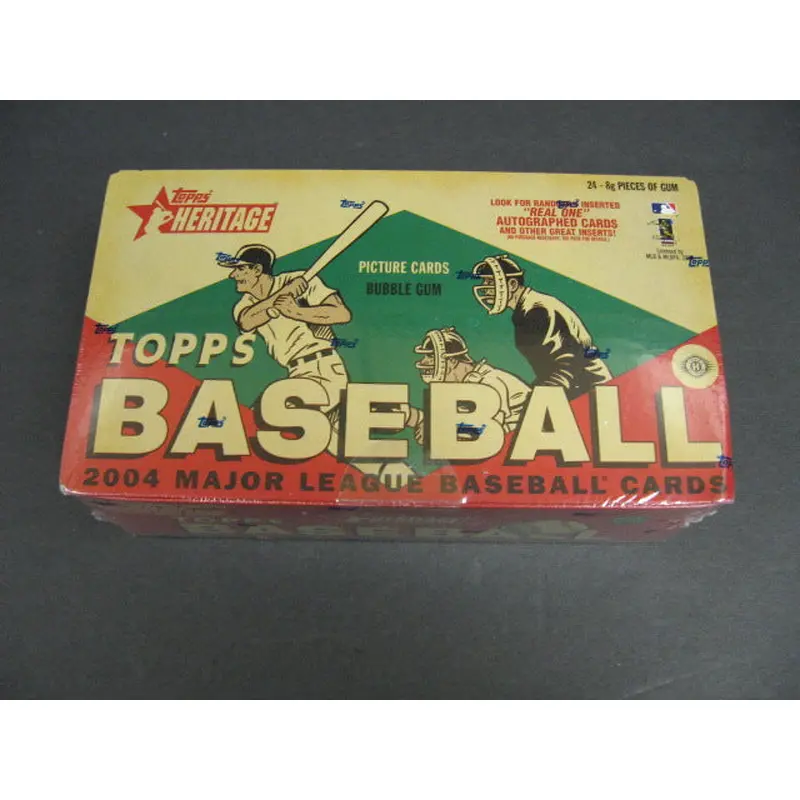 topps
HERITAGE
24 - 8g PIECES OF GUM
LOOK FOR RANDOMLY INSERTED
"REAL ONE"
AUTOGRAPHED CARDS
AND OTHER GREAT INSERTS!
PICTURE CARDS
BUBBLE GUM
TOPPS
BASEBALL
2004 MAJOR LEAGUE BASEBALL CARDS
BASEBALL